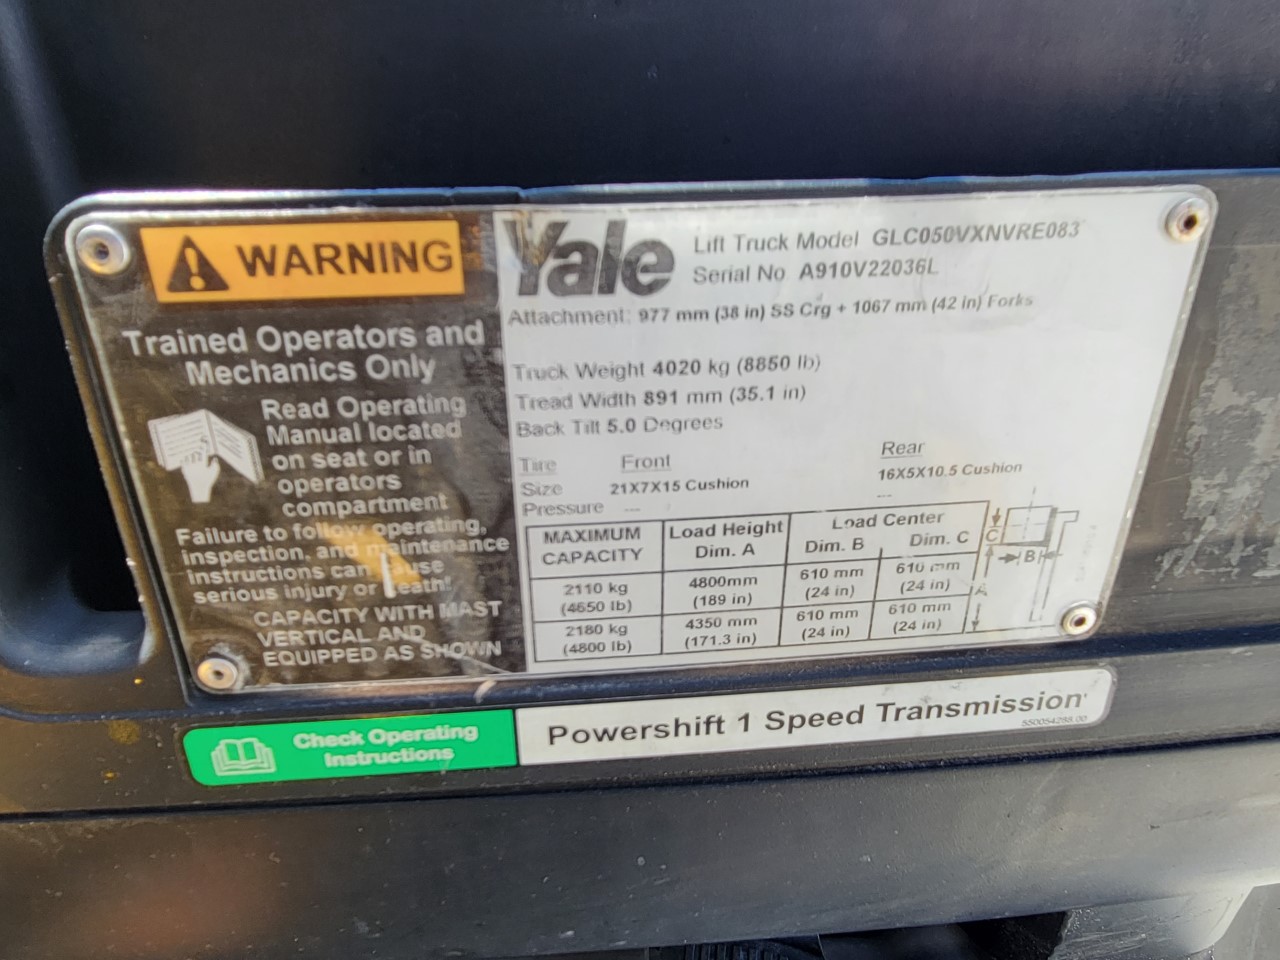 WARNING
Trained Operators and
Mechanics Only
Read Operating
Manual located
on seat or in
operators
compartment
Failure to follow operating,
inspection, and maintenance
instructions can cause
serious injury or death!
CAPACITY WITH MAST
VERTICAL AND
EQUIPPED AS SHOWN
Yale
Lift Truck Model GLC050VXNVRE083
Serial No A910V22036L
Attachment: 977 mm (38 in) SS Crg + 1067 mm (42 in) Forks
Truck Weight 4020 kg (8850 lb)
Tread Width 891 mm (35.1 in)
Back Tilt 5.0 Degrees
Tire Front Rear
Size 21X7X15 Cushion 16X5X10.5 Cushion
Pressure --- ---
MAXIMUM CAPACITY Load Height Dim. A Load Center Dim. B Dim. C
2110 kg 4800mm 610 mm 610 mm
(4650 lb) (189 in) (24 in) (24 in)
2180 kg 4350 mm 610 mm 610 mm
(4800 lb) (171.3 in) (24 in) (24 in)
C
B
A
Check Operating
Instructions
Powershift 1 Speed Transmission
550054288.00